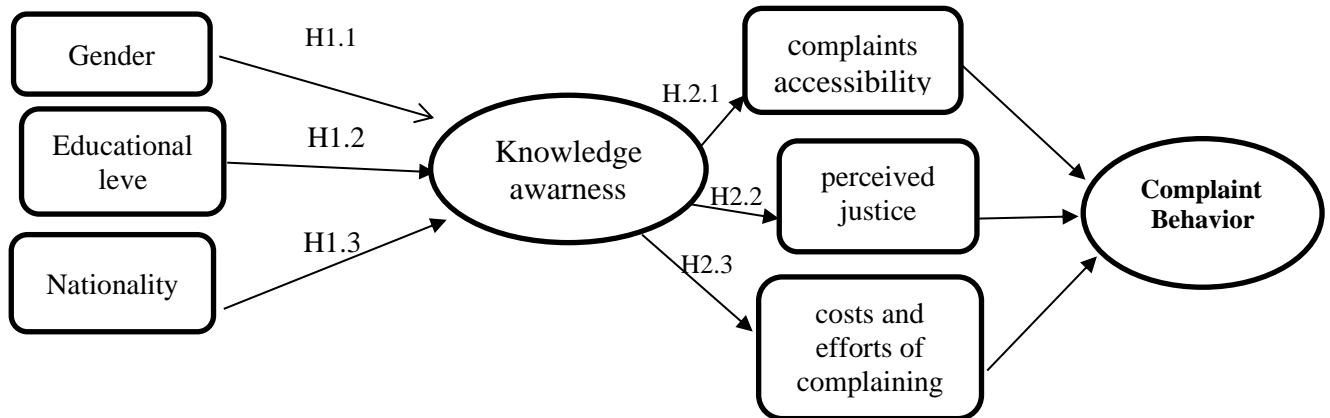 Gender
H1.1
Educational
leve
H1.2
Nationality
H1.3
Knowledge
awarness
H.2.1
H2.2
H2.3
complaints
accessibility
perceived
justice
costs and
efforts of
complaining
Complaint
Behavior